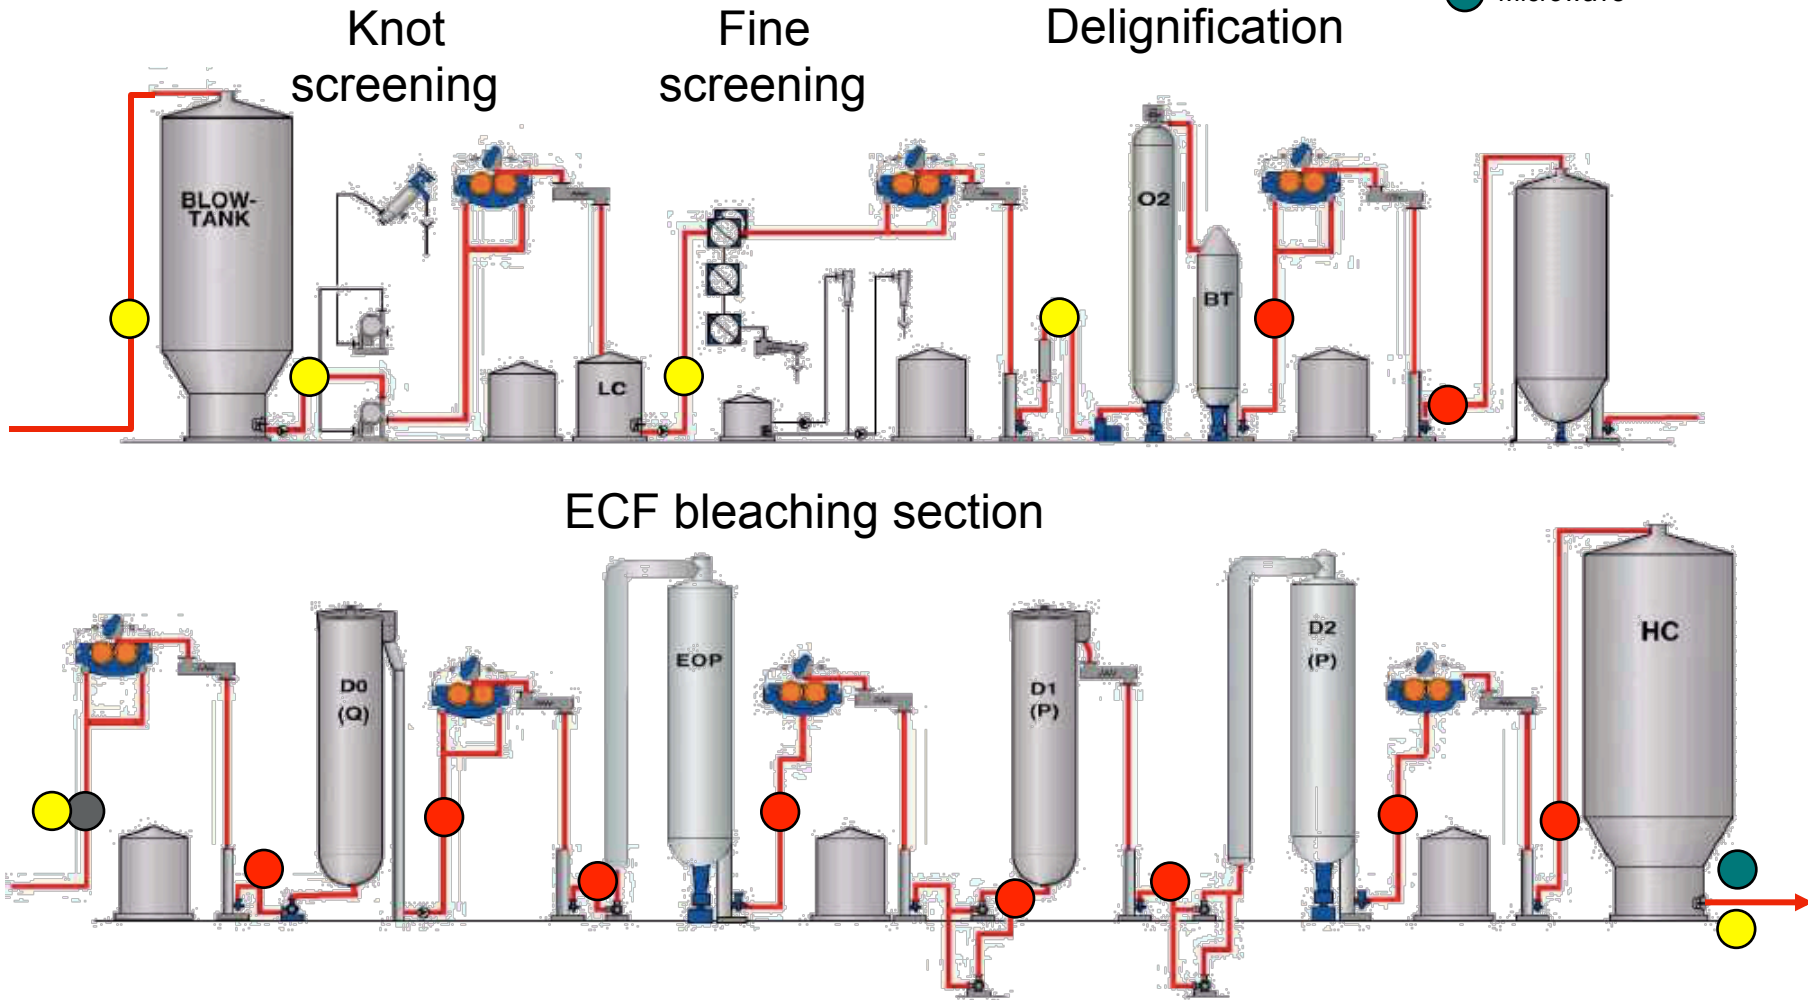 Knot
screening
Fine
screening
Delignification
BLOW-
TANK
LC
O2
BT
ECF bleaching section
D0
(Q)
EOP
D1
(P)
D2
(P)
HC